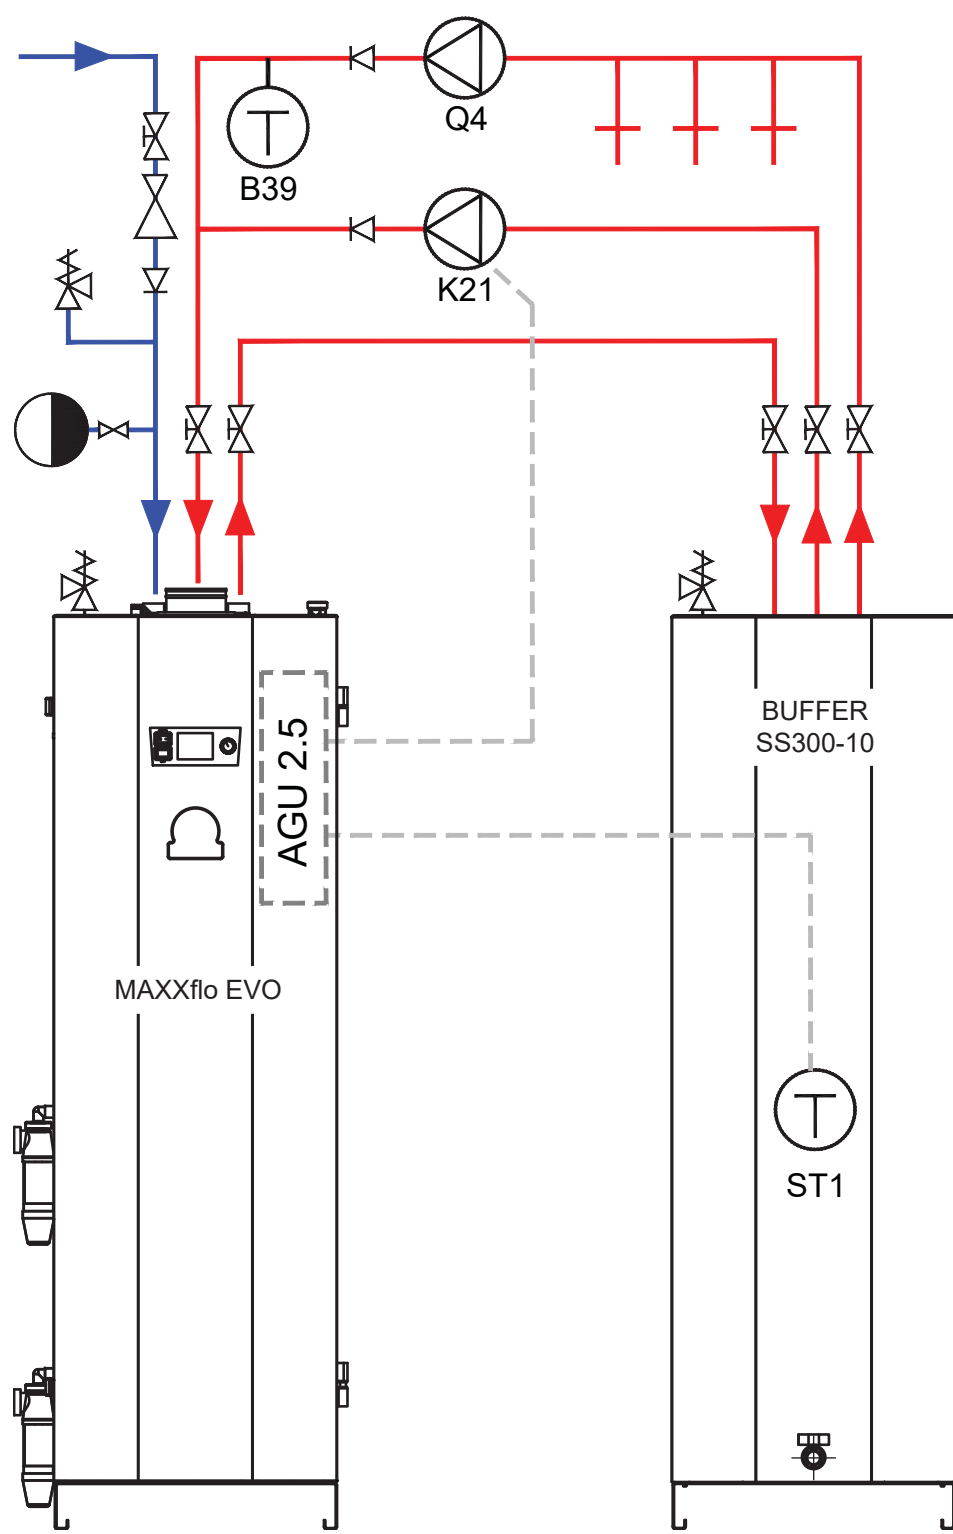 Q4
B39
K21
AGU 2.5
BUFFER
SS300-10
MAXXflo EVO
T
T
ST1